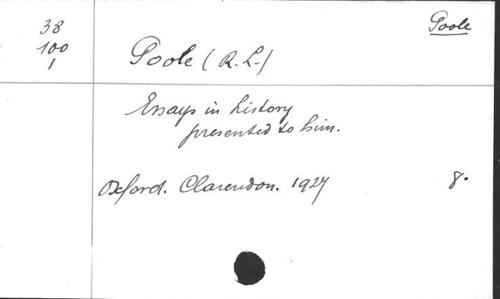 38
100
1
Poole
Poole (R.L.)
Essays in history
presented to him.
Oxford. Clarendon. 1927 8°